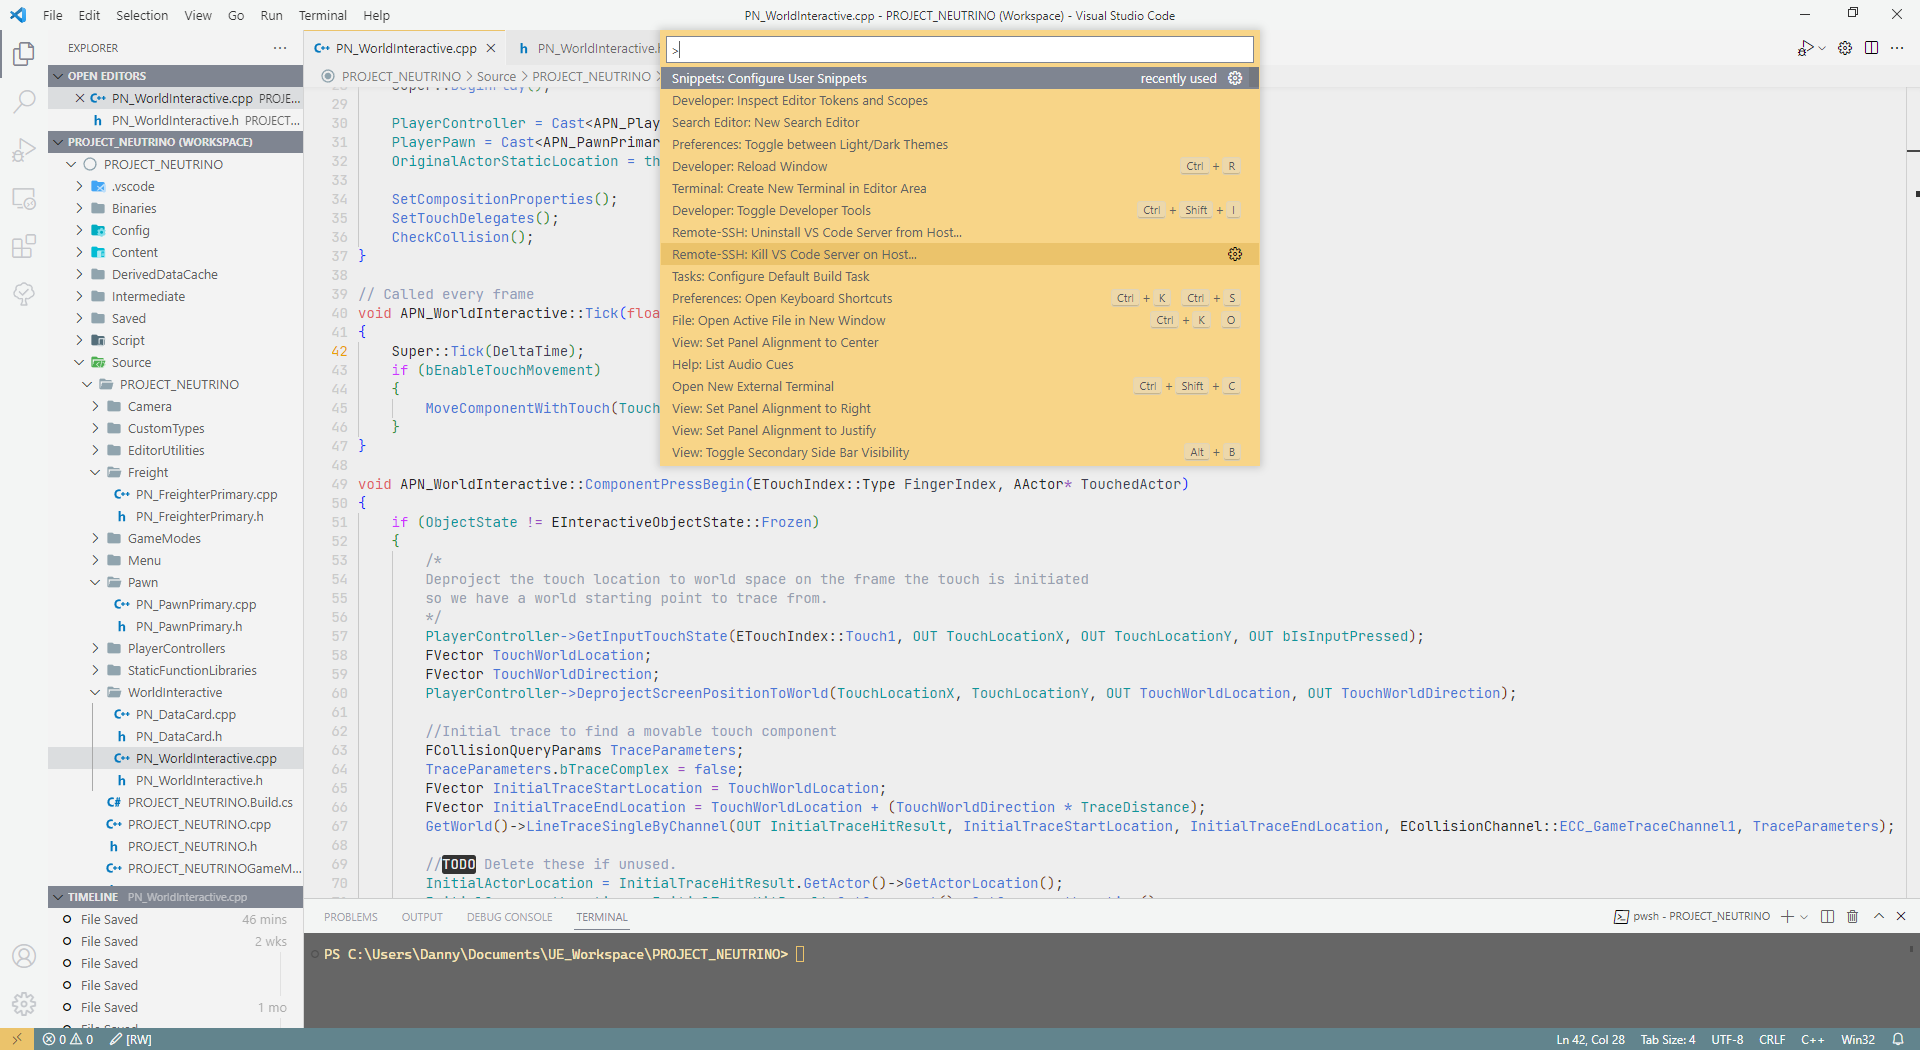 File Edit Selection View Go Run Terminal Help
PN_WorldInteractive.cpp - PROJECT_NEUTRINO (Workspace) - Visual Studio Code
EXPLORER
OPEN EDITORS
PN_WorldInteractive.cpp PROJE...
PN_WorldInteractive.h PROJECT...
PROJECT_NEUTRINO (WORKSPACE)
PROJECT_NEUTRINO
.vscode
Binaries
Config
Content
DerivedDataCache
Intermediate
Saved
Script
Source
PROJECT_NEUTRINO
Camera
CustomTypes
EditorUtilities
Freight
PN_FreighterPrimary.cpp
PN_FreighterPrimary.h
GameModes
Menu
Pawn
PN_PawnPrimary.cpp
PN_PawnPrimary.h
PlayerControllers
StaticFunctionLibraries
WorldInteractive
PN_DataCard.cpp
PN_DataCard.h
PN_WorldInteractive.cpp
PN_WorldInteractive.h
PROJECT_NEUTRINO.Build.cs
PROJECT_NEUTRINO.cpp
PROJECT_NEUTRINO.h
PROJECT_NEUTRINOGameM...
TIMELINE PN_WorldInteractive.cpp
File Saved 46 mins
File Saved 2 wks
File Saved
File Saved
File Saved 1 mo
File Saved
PN_WorldInteractive.cpp
PN_WorldInteractive.h
PROJECT_NEUTRINO > Source > PROJECT_NEUTRINO >
>
Snippets: Configure User Snippets recently used
Developer: Inspect Editor Tokens and Scopes
Search Editor: New Search Editor
Preferences: Toggle between Light/Dark Themes
Developer: Reload Window Ctrl + R
Terminal: Create New Terminal in Editor Area
Developer: Toggle Developer Tools Ctrl + Shift + I
Remote-SSH: Uninstall VS Code Server from Host...
Remote-SSH: Kill VS Code Server on Host...
Tasks: Configure Default Build Task
Preferences: Open Keyboard Shortcuts Ctrl + K Ctrl + S
File: Open Active File in New Window Ctrl + K O
View: Set Panel Alignment to Center
Help: List Audio Cues
Open New External Terminal Ctrl + Shift + C
View: Set Panel Alignment to Right
View: Set Panel Alignment to Justify
View: Toggle Secondary Side Bar Visibility Alt + B
28 Super::BeginPlay();
29
30 PlayerController = Cast<APN_Play
31 PlayerPawn = Cast<APN_PawnPrimar
32 OriginalActorStaticLocation = th
33
34 SetCompositionProperties();
35 SetTouchDelegates();
36 CheckCollision();
37 }
38
39 // Called every frame
40 void APN_WorldInteractive::Tick(floa
41 {
42 Super::Tick(DeltaTime);
43 if (bEnableTouchMovement)
44 {
45 MoveComponentWithTouch(Touch
46 }
47 }
48
49 void APN_WorldInteractive::ComponentPressBegin(ETouchIndex::Type FingerIndex, AActor* TouchedActor)
50 {
51 if (ObjectState != EInteractiveObjectState::Frozen)
52 {
53 /*
54 Deproject the touch location to world space on the frame the touch is initiated
55 so we have a world starting point to trace from.
56 */
57 PlayerController->GetInputTouchState(ETouchIndex::Touch1, OUT TouchLocationX, OUT TouchLocationY, OUT bIsInputPressed);
58 FVector TouchWorldLocation;
59 FVector TouchWorldDirection;
60 PlayerController->DeprojectScreenPositionToWorld(TouchLocationX, TouchLocationY, OUT TouchWorldLocation, OUT TouchWorldDirection);
61
62 //Initial trace to find a movable touch component
63 FCollisionQueryParams TraceParameters;
64 TraceParameters.bTraceComplex = false;
65 FVector InitialTraceStartLocation = TouchWorldLocation;
66 FVector InitialTraceEndLocation = TouchWorldLocation + (TouchWorldDirection * TraceDistance);
67 GetWorld()->LineTraceSingleByChannel(OUT InitialTraceHitResult, InitialTraceStartLocation, InitialTraceEndLocation, ECollisionChannel::ECC_GameTraceChannel1, TraceParameters);
68
69 //TODO Delete these if unused.
70 InitialActorLocation = InitialTraceHitResult.GetActor()->GetActorLocation();
PROBLEMS OUTPUT DEBUG CONSOLE TERMINAL
pwsh - PROJECT_NEUTRINO
PS C:\Users\Danny\Documents\UE_Workspace\PROJECT_NEUTRINO>
0 0 [RW]
Ln 42, Col 28 Tab Size: 4 UTF-8 CRLF C++ Win32